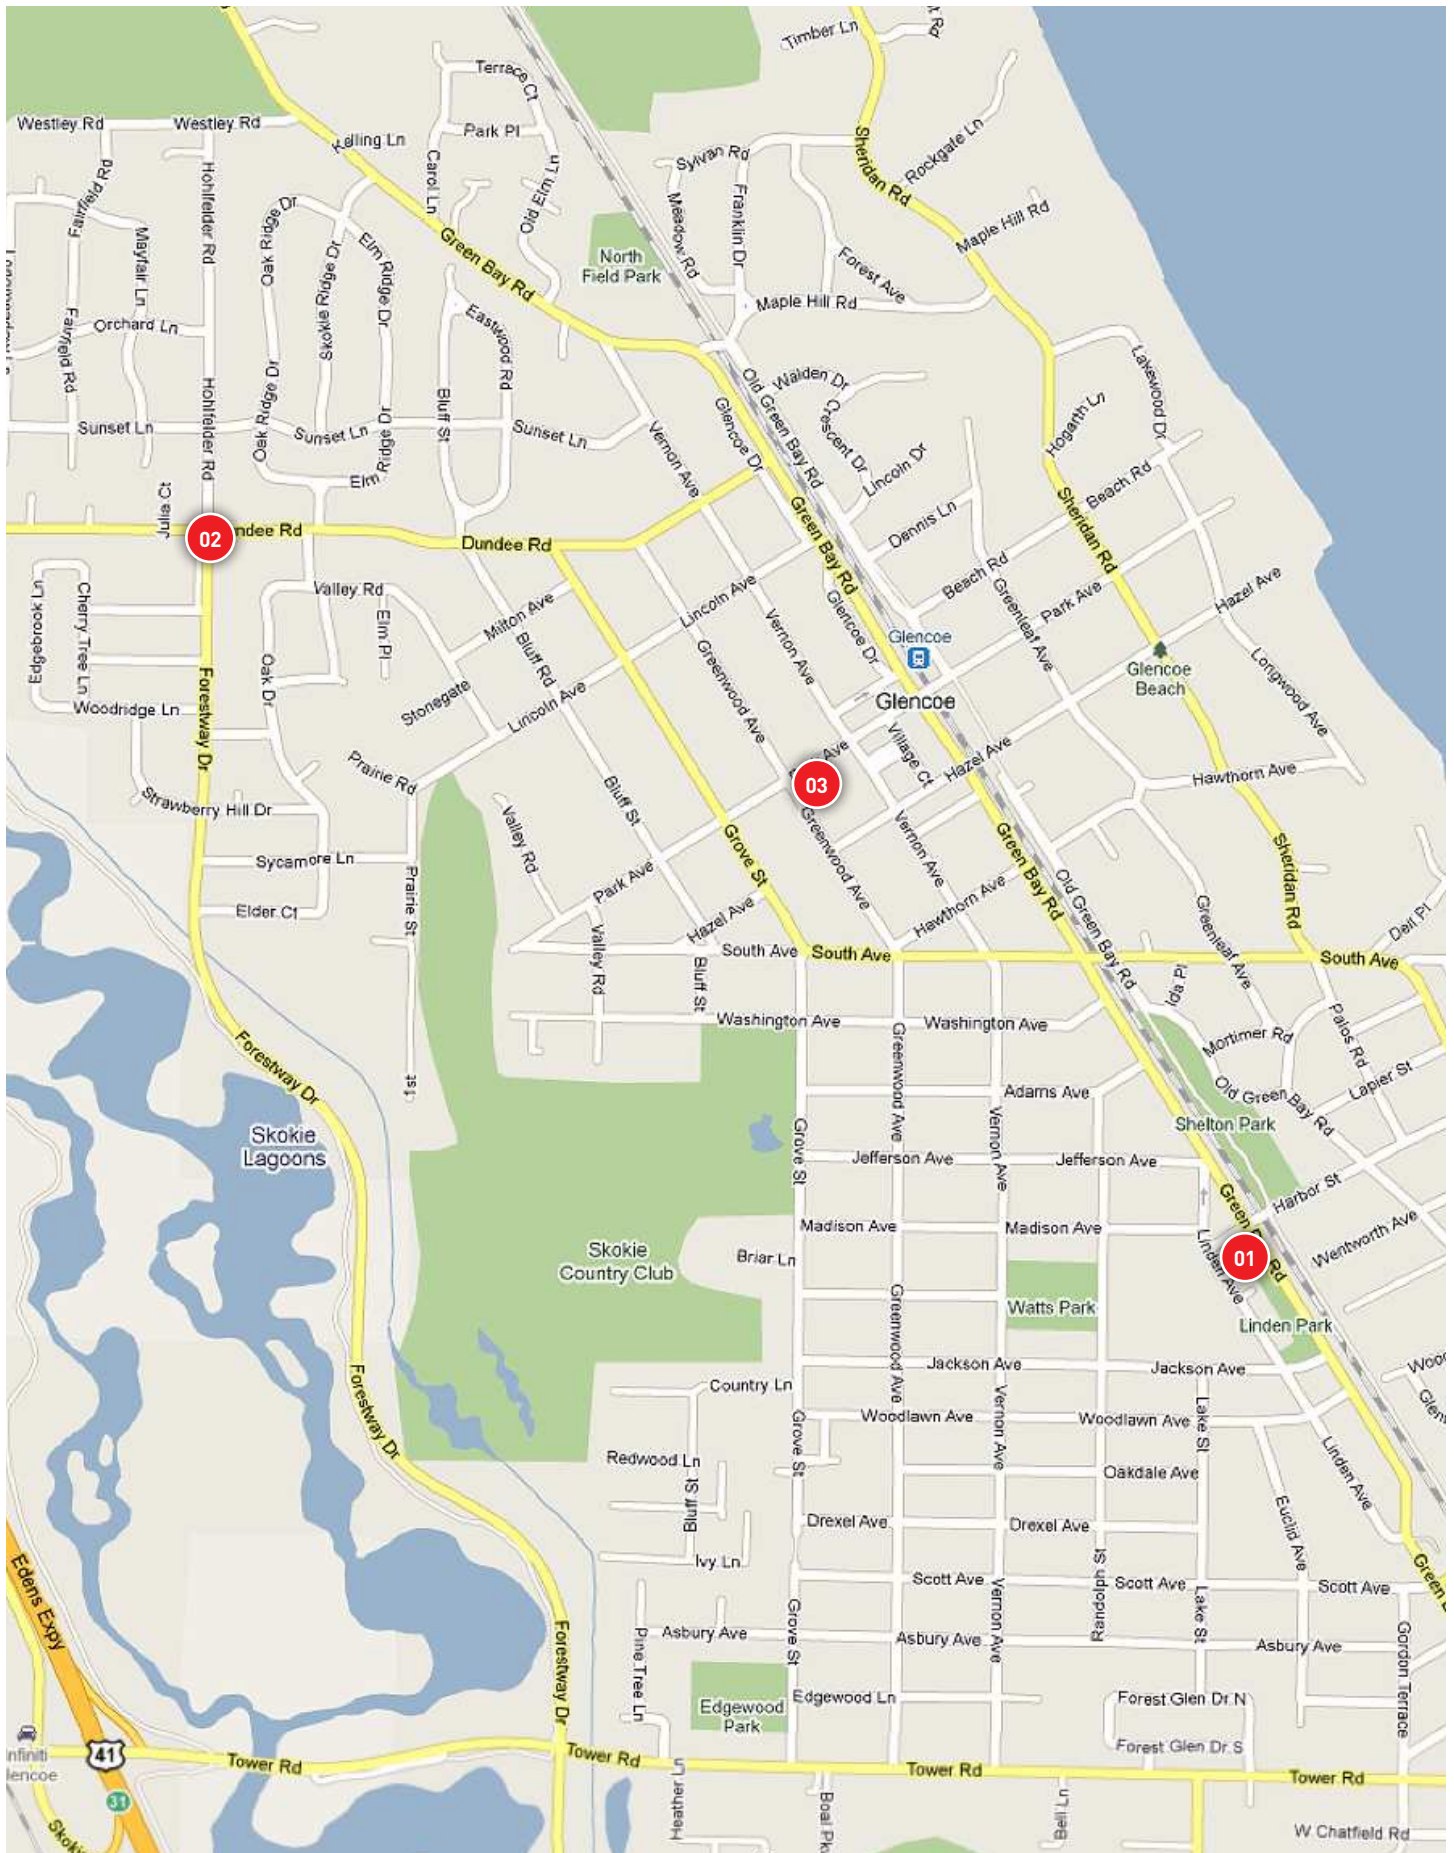 Timber Ln
Terrace Ct
Westley Rd
Westley Rd
Park Pl
Kelling Ln
Sheridan Rd
Rockgate Ln
Sylvan Rd
Carol Ln
Old Elm Ln
Hohlfelder Rd
Fairfield Rd
Meadow Rd
Franklin Dr
Oak Ridge Dr
Maple Hill Rd
Mayfair Ln
Skokie Ridge Dr
Elm Ridge Dr
Green Bay Rd
North
Field Park
Forest Ave
Maple Hill Rd
Orchard Ln
Fairfield Rd
Eastwood Rd
Lakewood Dr
Walden Dr
Old Green Bay Rd
Crescent Dr
Hohlfelder Rd
Oak Ridge Dr
Bluff St
Glencoe Dr
Hogarth Ln
Sunset Ln
Sunset Ln
Sunset Ln
Elm Ridge Dr
Vernon Ave
Lincoln Dr
Beach Rd
Julia Ct
02
ndee Rd
Dundee Rd
Green Bay Rd
Dennis Ln
Sheridan Rd
Edgebrook Ln
Cherry Tree Ln
Valley Rd
Elm Pl
Milton Ave
Lincoln Ave
Beach Rd
Park Ave
Hazel Ave
Greenleaf Ave
Vernon Ave
Glencoe Dr
Glencoe
Bluff Rd
Oak Dr
Forestway Dr
Stonegate
Lincoln Ave
Greenwood Ave
Glencoe
Glencoe
Beach
Longwood Ave
Woodridge Ln
Village Ct
Hazel Ave
Prairie Rd
Ave
03
Hawthorn Ave
Strawberry Hill Dr
Bluff St
Valley Rd
Grove St
Greenwood Ave
Vernon Ave
Green Bay Rd
Sheridan Rd
Sycamore Ln
Prairie St
Park Ave
Hawthorn Ave
Old Green Bay Rd
Greenleaf Ave
Elder Ct
Hazel Ave
Dell Pl
Valley Rd
Bluff St
South Ave
South Ave
South Ave
Ida Pl
Washington Ave
Washington Ave
Mortimer Rd
Palos Rd
Forestway Dr
1st
Greenwood Ave
Adams Ave
Old Green Bay Rd
Lapier St
Skokie
Lagoons
Grove St
Vernon Ave
Shelton Park
Jefferson Ave
Jefferson Ave
Green
Rd
Harbor St
Madison Ave
Madison Ave
Linden Ave
01
Wentworth Ave
Skokie
Country Club
Briar Ln
Greenwood Ave
Watts Park
Linden Park
Forestway Dr
Jackson Ave
Jackson Ave
Country Ln
Grove St
Woodlawn Ave
Vernon Ave
Woodlawn Ave
Lake St
Linden Ave
Redwood Ln
Bluff St
Oakdale Ave
Euclid Ave
Drexel Ave
Drexel Ave
Edens Expy
Ivy Ln
Scott Ave
Scott Ave
Scott Ave
Green
Vernon Ave
Randolph St
Lake St
Grove St
Pine Tree Ln
Asbury Ave
Asbury Ave
Asbury Ave
Gordon Terrace
Forestway Dr
Edgewood
Park
Edgewood Ln
Forest Glen Dr N
Forest Glen Dr S
nfiniti
lencoe
41
Tower Rd
Tower Rd
Tower Rd
Tower Rd
31
Heather Ln
Boal Pk
Bell Ln
W Chatfield Rd